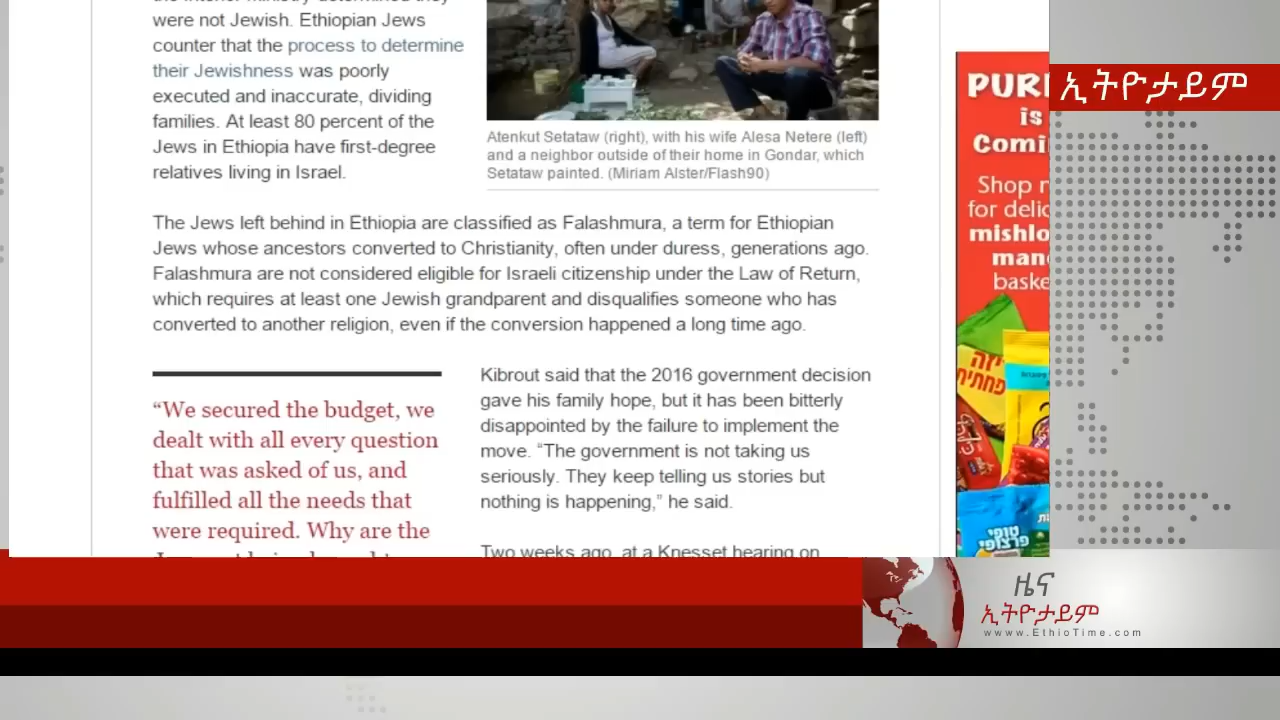 were not Jewish. Ethiopian Jews
counter that the process to determine
their Jewishness was poorly
executed and inaccurate, dividing
families. At least 80 percent of the
Jews in Ethiopia have first-degree
relatives living in Israel.
Atenkut Setataw (right), with his wife Alesa Netere (left)
and a neighbor outside of their home in Gondar, which
Setataw painted. (Miriam Alster/Flash90)
The Jews left behind in Ethiopia are classified as Falashmura, a term for Ethiopian
Jews whose ancestors converted to Christianity, often under duress, generations ago.
Falashmura are not considered eligible for Israeli citizenship under the Law of Return,
which requires at least one Jewish grandparent and disqualifies someone who has
converted to another religion, even if the conversion happened a long time ago.
“We secured the budget, we
dealt with all every question
that was asked of us, and
fulfilled all the needs that
were required. Why are the
Kibrout said that the 2016 government decision
gave his family hope, but it has been bitterly
disappointed by the failure to implement the
move. “The government is not taking us
seriously. They keep telling us stories but
nothing is happening,” he said.
Two weeks ago, at a Knesset hearing on
PURI
is
Comi
Shop
for delic
mishlo
man
baske
יזה
פחתית
טופי
פרצופי
ኢትዮታይም
ዜና
ኢትዮታይም
www.EthioTime.com